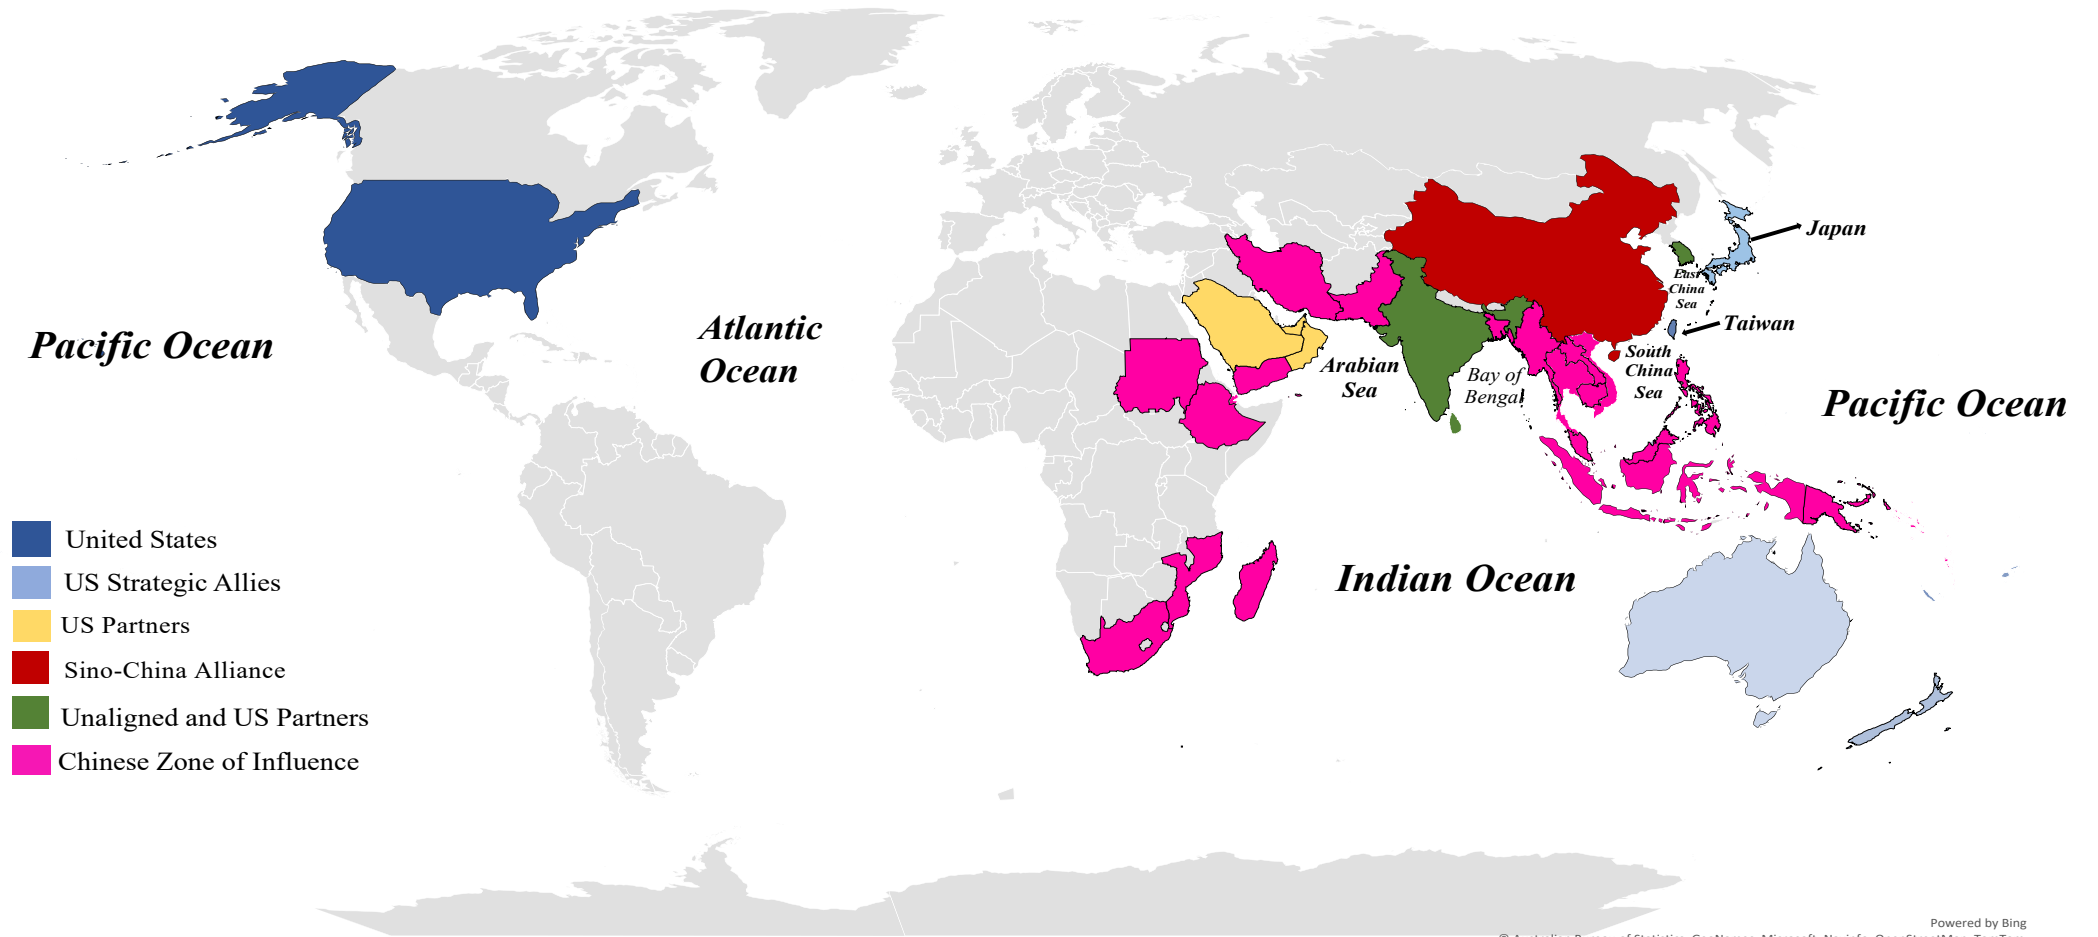 Japan
East
China
Sea
Taiwan
Atlantic
Ocean
Pacific Ocean
South
China
Sea
Arabian
Sea
Bay of
Bengal
Pacific Ocean
United States
Indian Ocean
US Strategic Allies
US Partners
Sino-China Alliance
Unaligned and US Partners
Chinese Zone of Influence
Powered by Bing